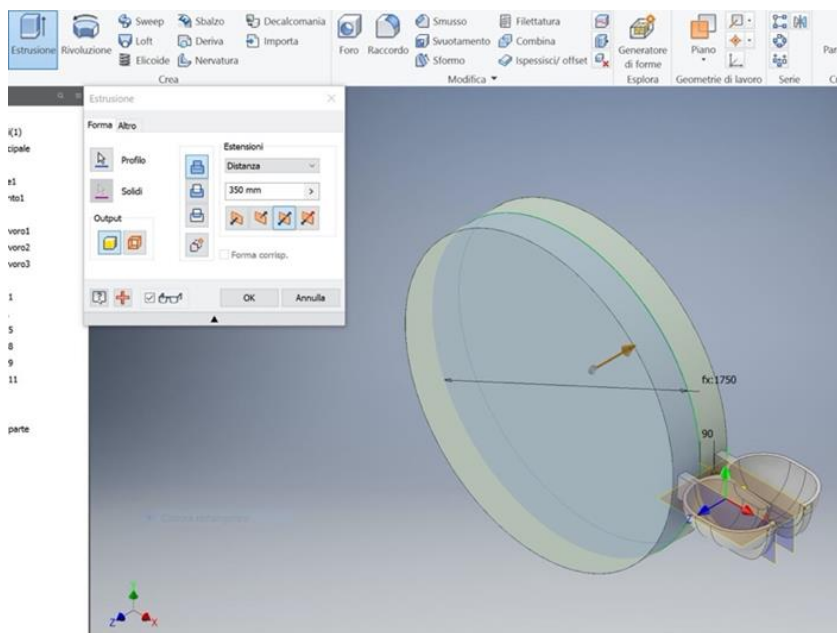 Estrusione
Rivoluzione
Sweep
Loft
Elicoide
Sbalzo
Deriva
Nervatura
Decalcomania
Importa
Crea
Foro
Raccordo
Smusso
Svuotamento
Sformo
Filettatura
Combina
Ispessisci/ offset
Modifica
Generatore
di forme
Esplora
Piano
Geometrie di lavoro
Serie
Estrusione
Forma Altro
Profilo
Solidi
Output
Estensioni
Distanza
350 mm
Forma corrisp.
OK
Annulla
i(1)
cipale
e1
nto1
voro1
voro2
voro3
1
5
8
9
11
parte
fx:1750
90
Z
Y
X